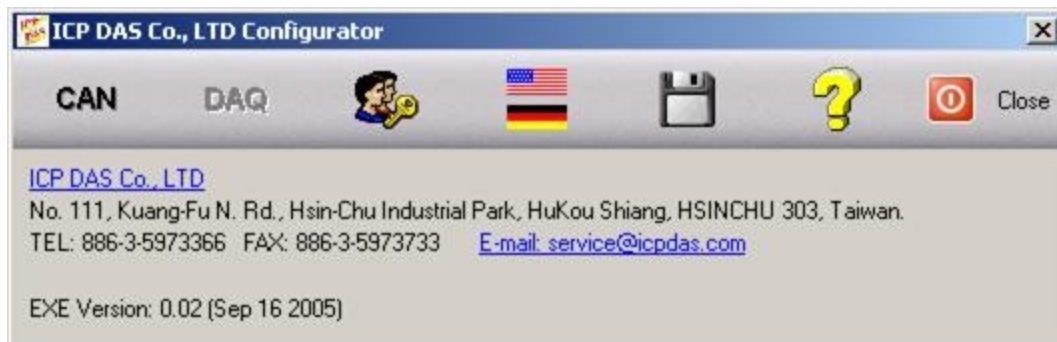 ICP DAS Co., LTD Configurator
CAN DAQ Close
ICP DAS Co., LTD
No. 111, Kuang-Fu N. Rd., Hsin-Chu Industrial Park, HuKou Shiang, HSINCHU 303, Taiwan.
TEL: 886-3-5973366 FAX: 886-3-5973733 E-mail: service@icpdas.com
EXE Version: 0.02 (Sep 16 2005)